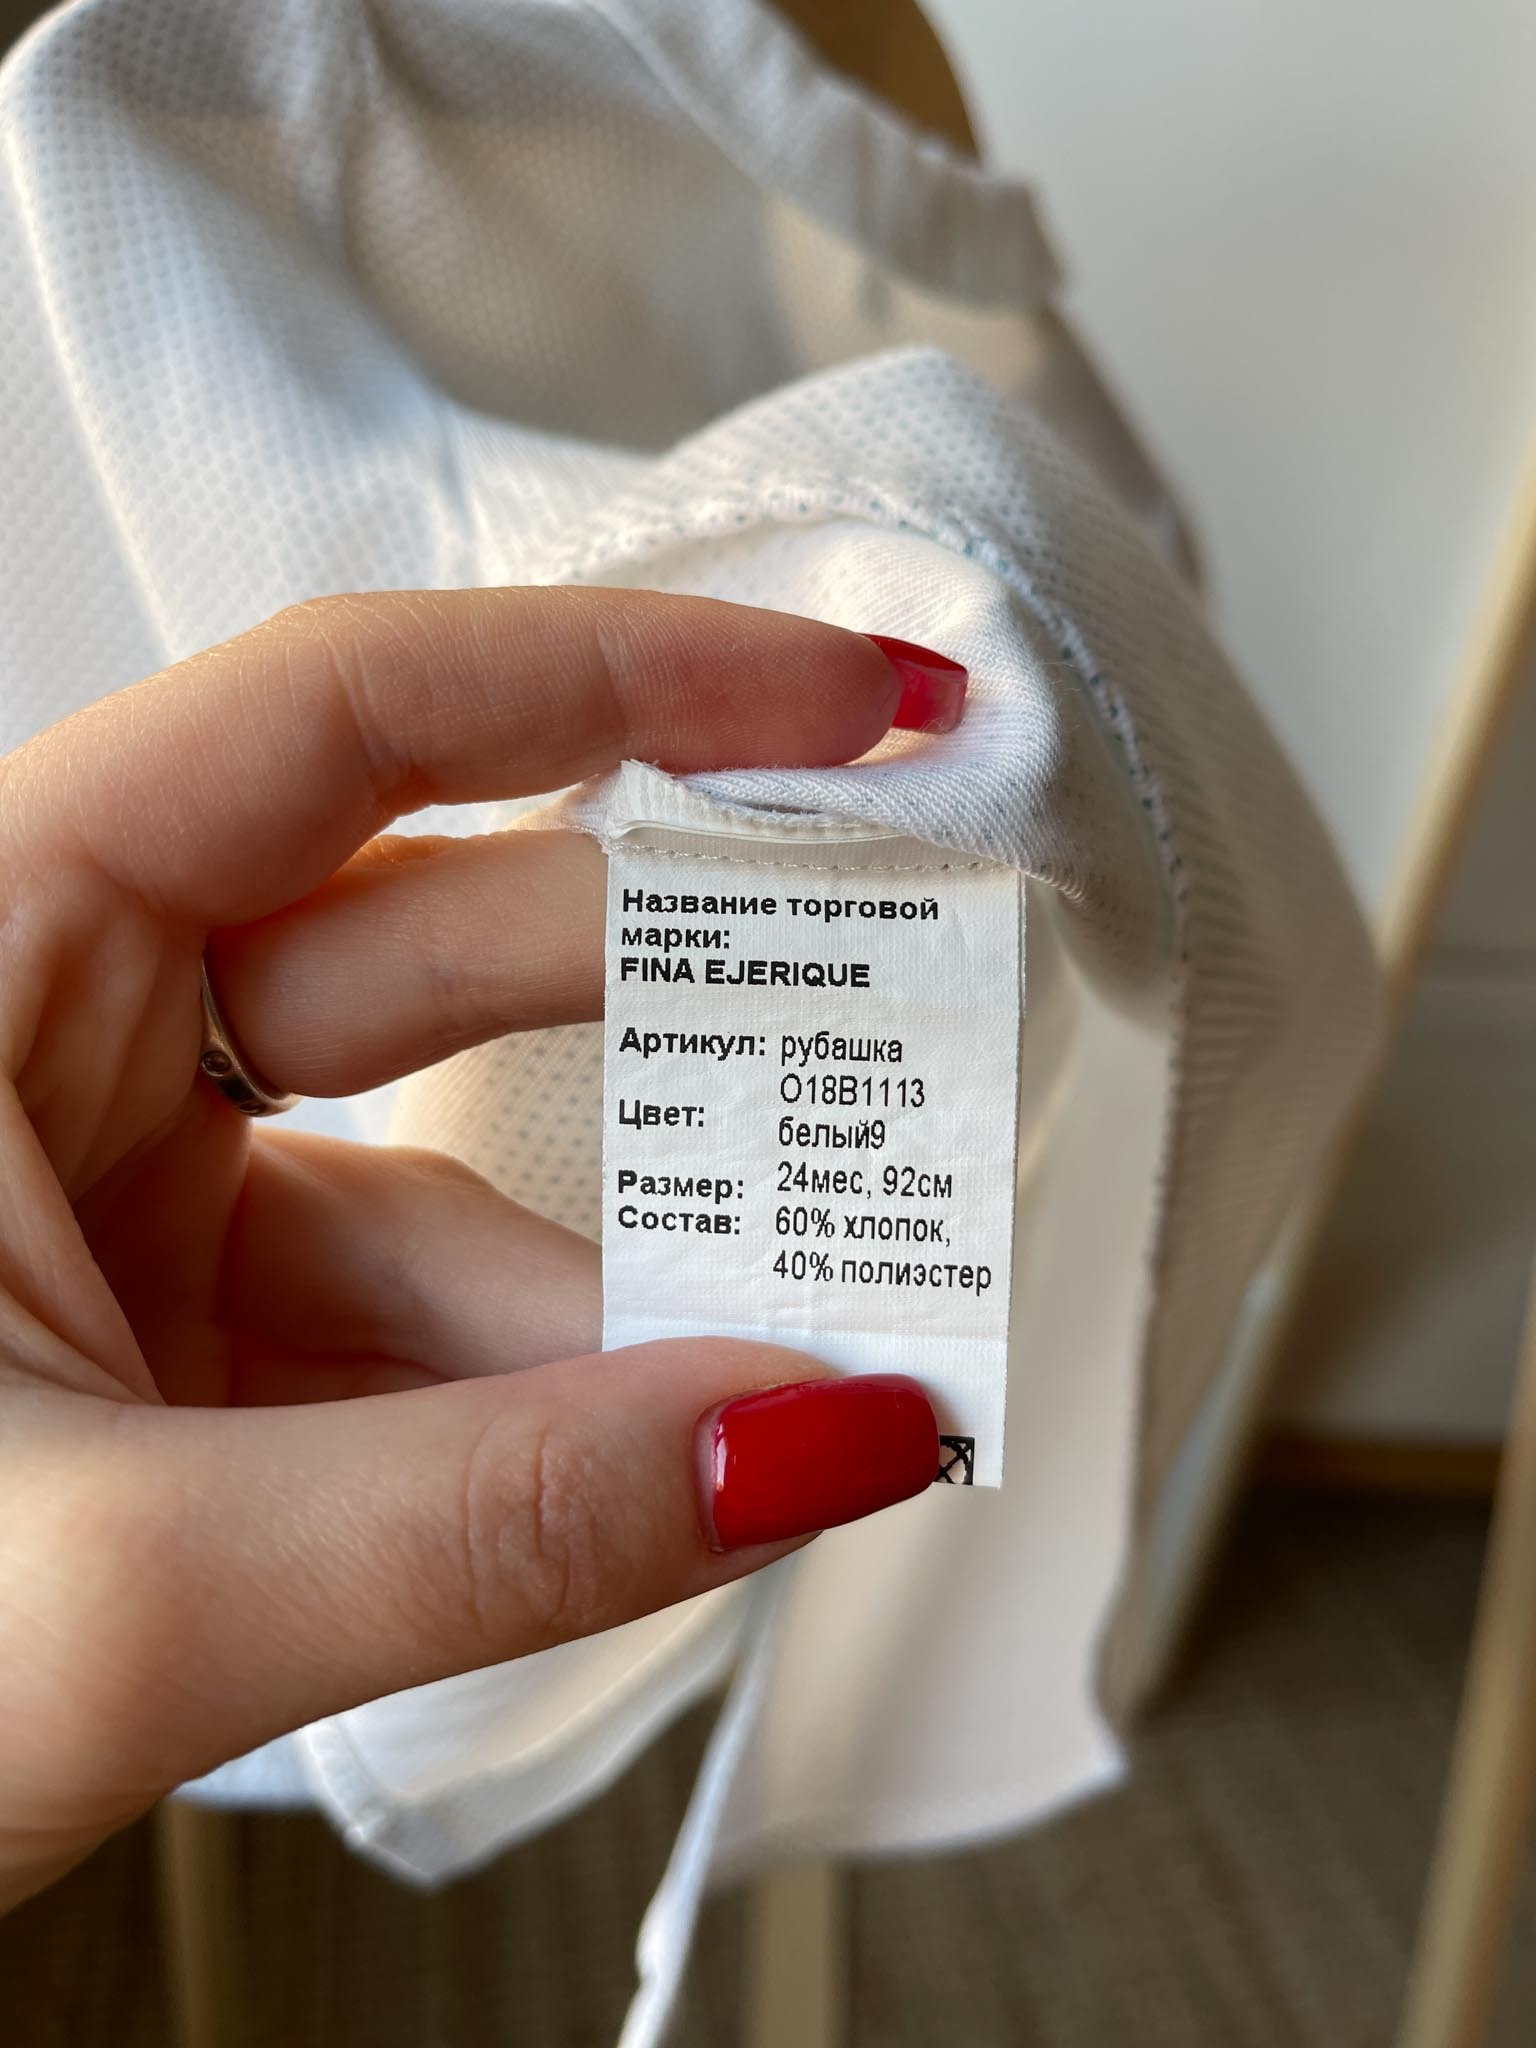 Название торговой
марки:
FINA EJERIQUE
Артикул: рубашка
O18B1113
Цвет: белый9
Размер: 24мес, 92см
Состав: 60% хлопок,
40% полиэстер